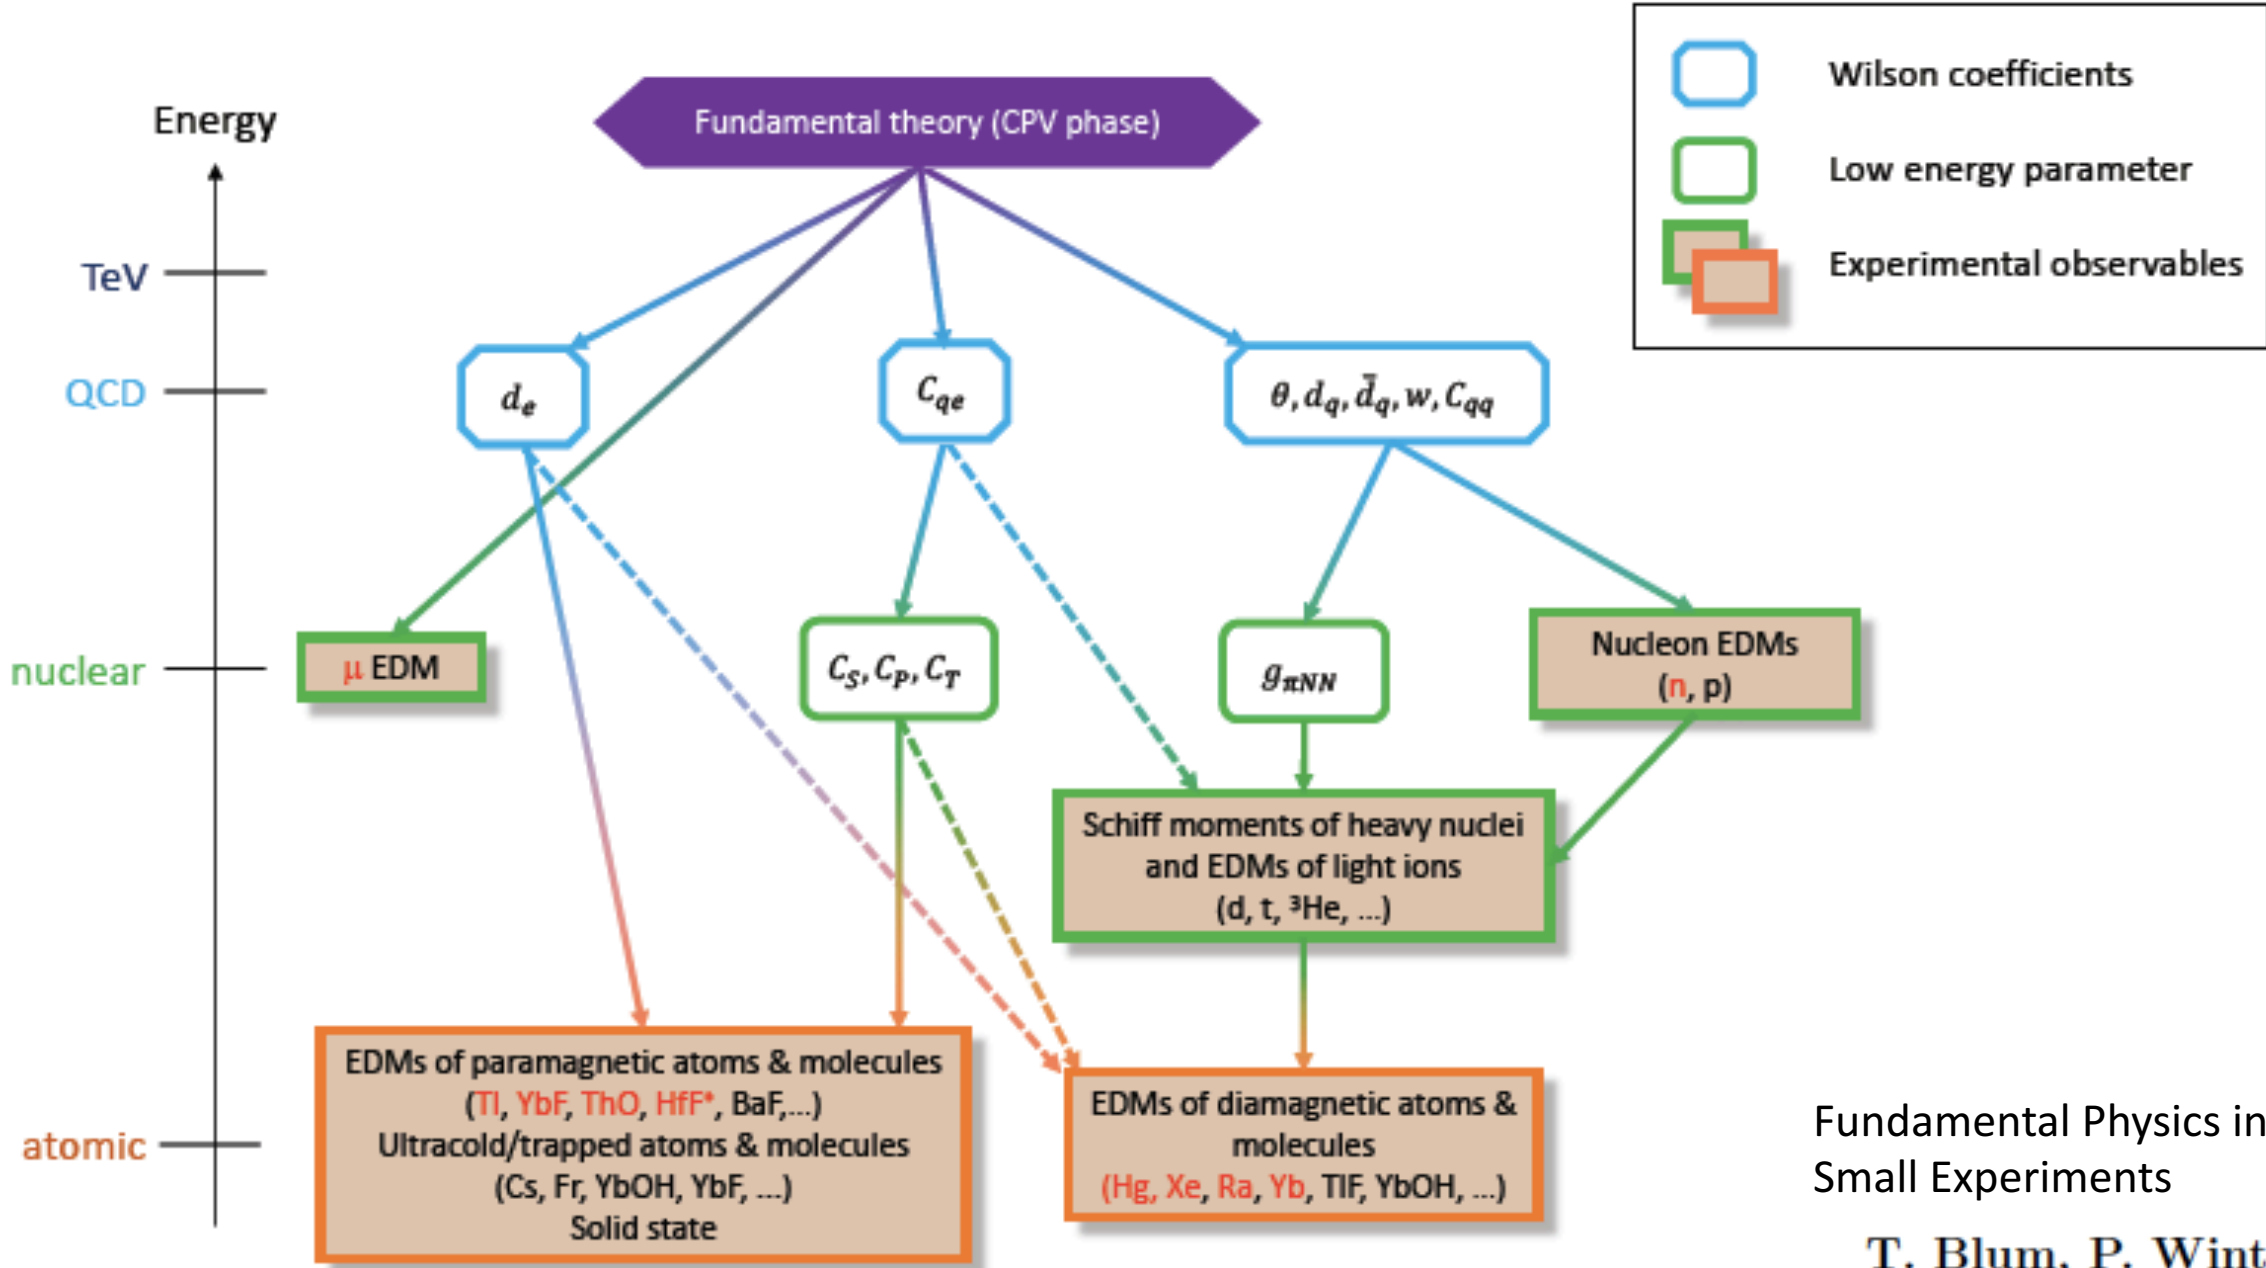 Wilson coefficients
Low energy parameter
Experimental observables
Energy
Fundamental theory (CPV phase)
TeV
QCD
nuclear
atomic
dₑ
C_qe
θ, d_q, d̄_q, w, C_qq
μ EDM
C_S, C_P, C_T
g_πNN
Nucleon EDMs
(n, p)
Schiff moments of heavy nuclei
and EDMs of light ions
(d, t, ³He, ...)
EDMs of paramagnetic atoms & molecules
(Tl, YbF, ThO, HfF⁺, BaF,...)
Ultracold/trapped atoms & molecules
(Cs, Fr, YbOH, YbF, ...)
Solid state
EDMs of diamagnetic atoms &
molecules
(Hg, Xe, Ra, Yb, TlF, YbOH, ...)
Fundamental Physics in
Small Experiments
T. Blum, P. Wint